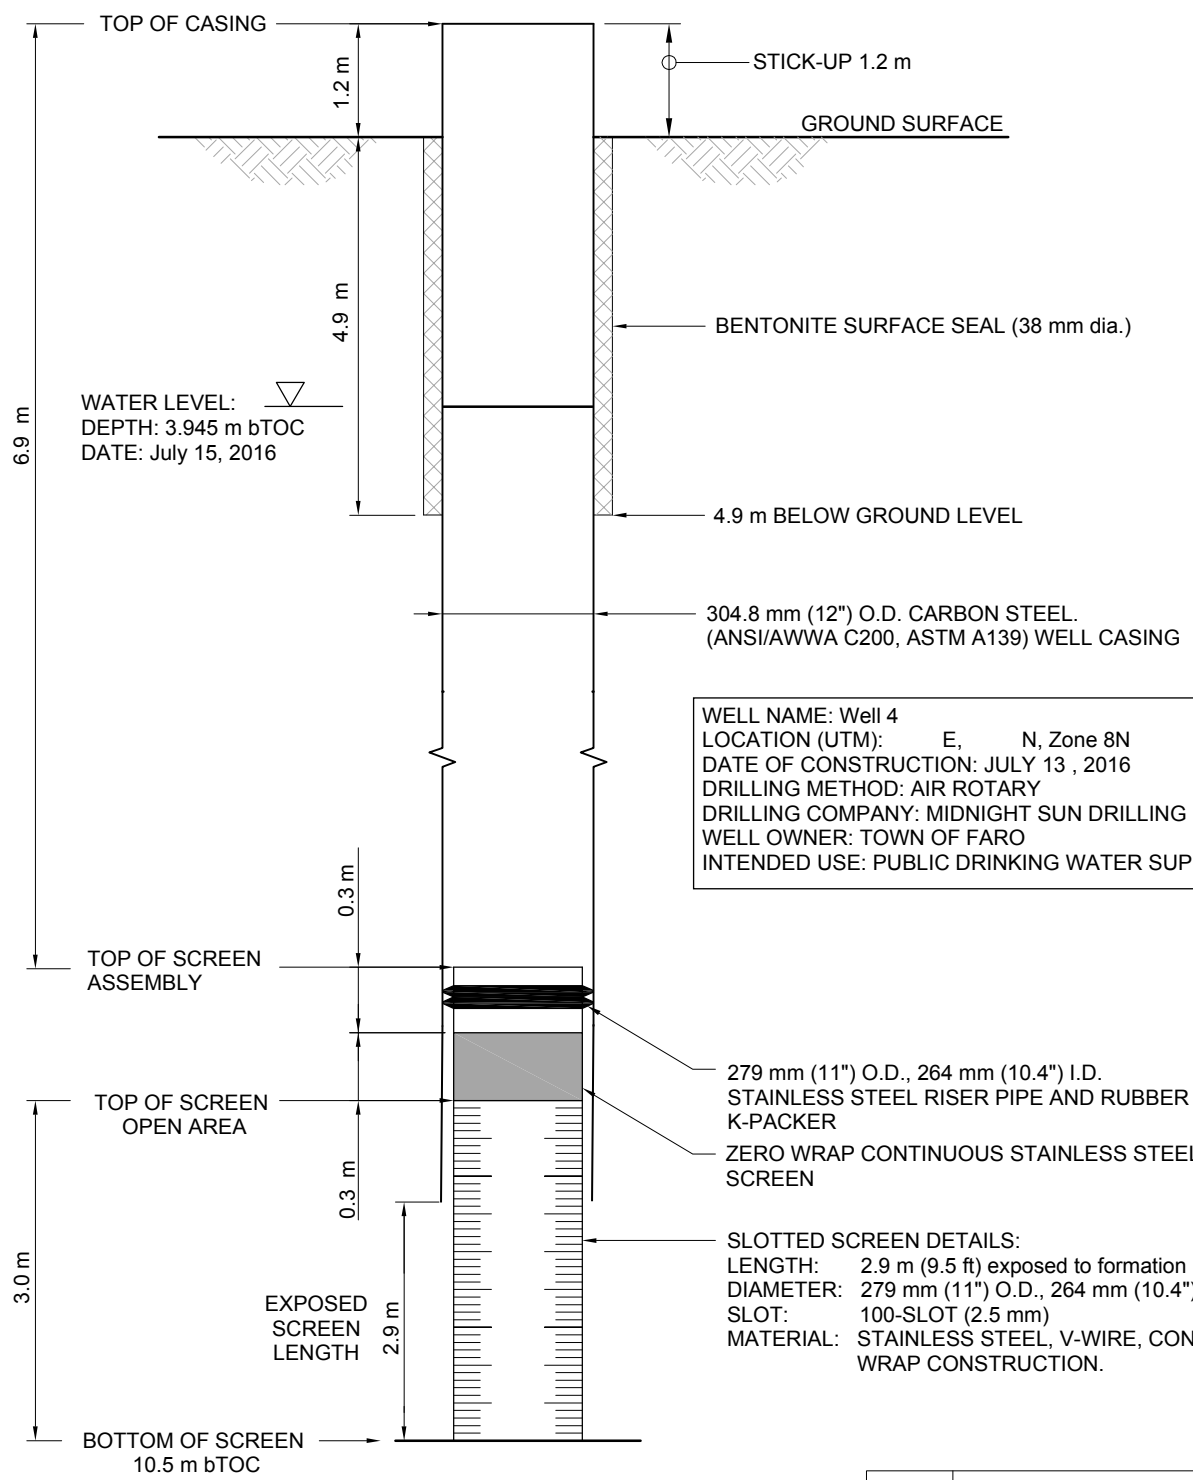 TOP OF CASING
1.2 m
STICK-UP 1.2 m
GROUND SURFACE
4.9 m
BENTONITE SURFACE SEAL (38 mm dia.)
6.9 m
WATER LEVEL:
DEPTH: 3.945 m bTOC
DATE: July 15, 2016
4.9 m BELOW GROUND LEVEL
304.8 mm (12") O.D. CARBON STEEL.
(ANSI/AWWA C200, ASTM A139) WELL CASING
WELL NAME: Well 4
LOCATION (UTM): E, N, Zone 8N
DATE OF CONSTRUCTION: JULY 13 , 2016
DRILLING METHOD: AIR ROTARY
DRILLING COMPANY: MIDNIGHT SUN DRILLING
WELL OWNER: TOWN OF FARO
INTENDED USE: PUBLIC DRINKING WATER SUP
0.3 m
TOP OF SCREEN
ASSEMBLY
279 mm (11") O.D., 264 mm (10.4") I.D.
STAINLESS STEEL RISER PIPE AND RUBBER
K-PACKER
TOP OF SCREEN
OPEN AREA
ZERO WRAP CONTINUOUS STAINLESS STEEL
SCREEN
0.3 m
3.0 m
SLOTTED SCREEN DETAILS:
LENGTH: 2.9 m (9.5 ft) exposed to formation
DIAMETER: 279 mm (11") O.D., 264 mm (10.4")
SLOT: 100-SLOT (2.5 mm)
MATERIAL: STAINLESS STEEL, V-WIRE, CON
WRAP CONSTRUCTION.
EXPOSED
SCREEN
LENGTH
2.9 m
BOTTOM OF SCREEN
10.5 m bTOC